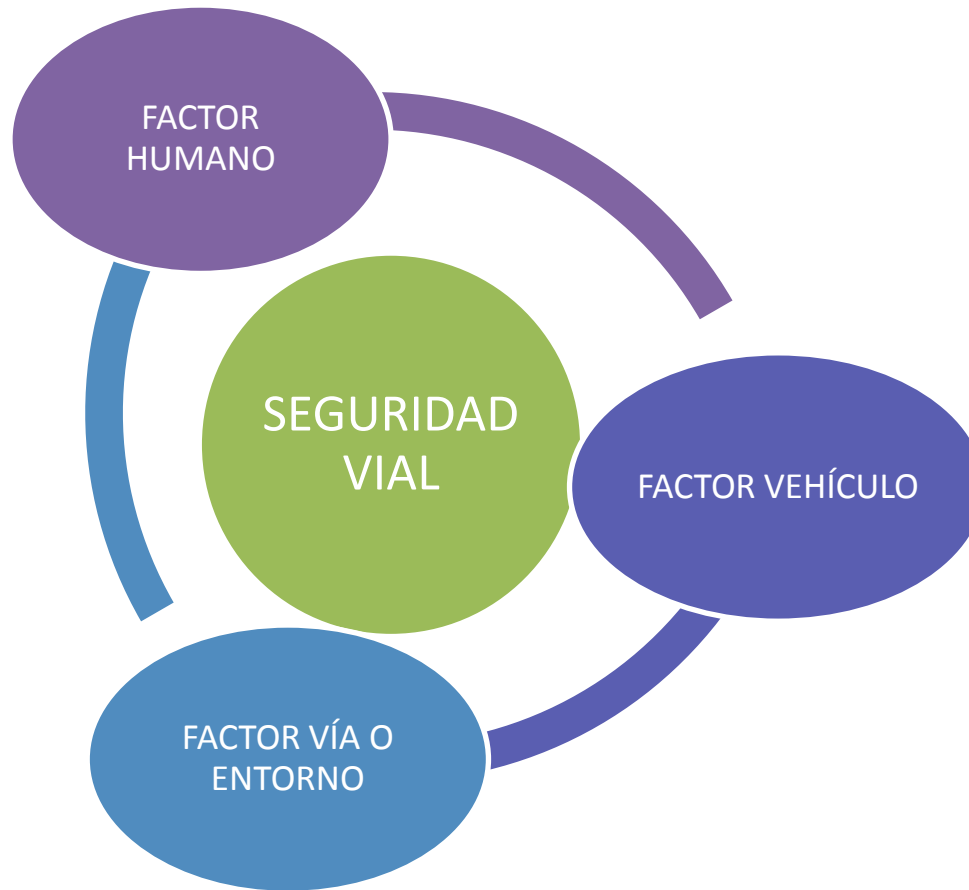 FACTOR
HUMANO
SEGURIDAD
VIAL
FACTOR VEHÍCULO
FACTOR VÍA O
ENTORNO